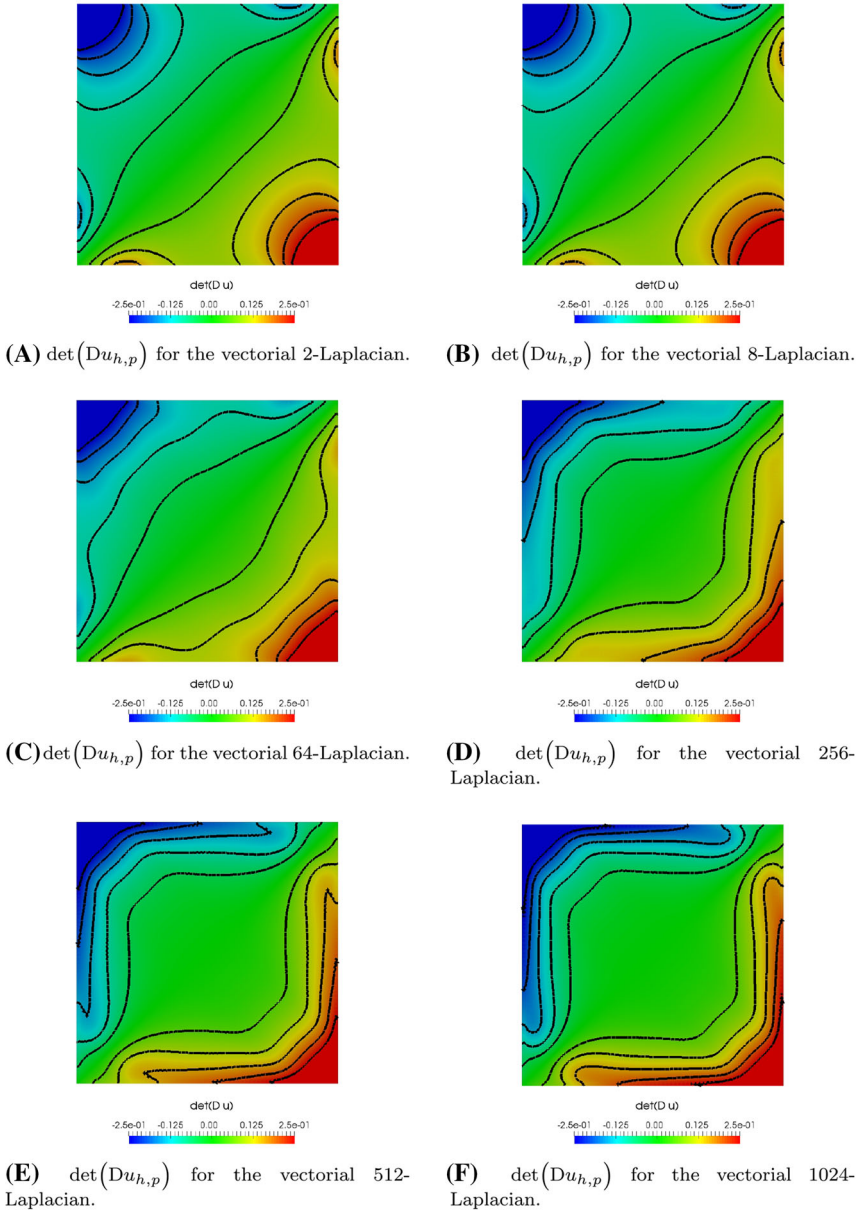 det(D u)
-2.5e-01 -0.125 0.00 0.125 2.5e-01
det(D u)
-2.5e-01 -0.125 0.00 0.125 2.5e-01
(A) det(Du_{h,p}) for the vectorial 2-Laplacian.
(B) det(Du_{h,p}) for the vectorial 8-Laplacian.
det(D u)
-2.5e-01 -0.125 0.00 0.125 2.5e-01
det(D u)
-2.5e-01 -0.125 0.00 0.125 2.5e-01
(C) det(Du_{h,p}) for the vectorial 64-Laplacian.
(D) det(Du_{h,p}) for the vectorial 256-
Laplacian.
det(D u)
-2.5e-01 -0.125 0.00 0.125 2.5e-01
det(D u)
-2.5e-01 -0.125 0.00 0.125 2.5e-01
(E) det(Du_{h,p}) for the vectorial 512-
Laplacian.
(F) det(Du_{h,p}) for the vectorial 1024-
Laplacian.